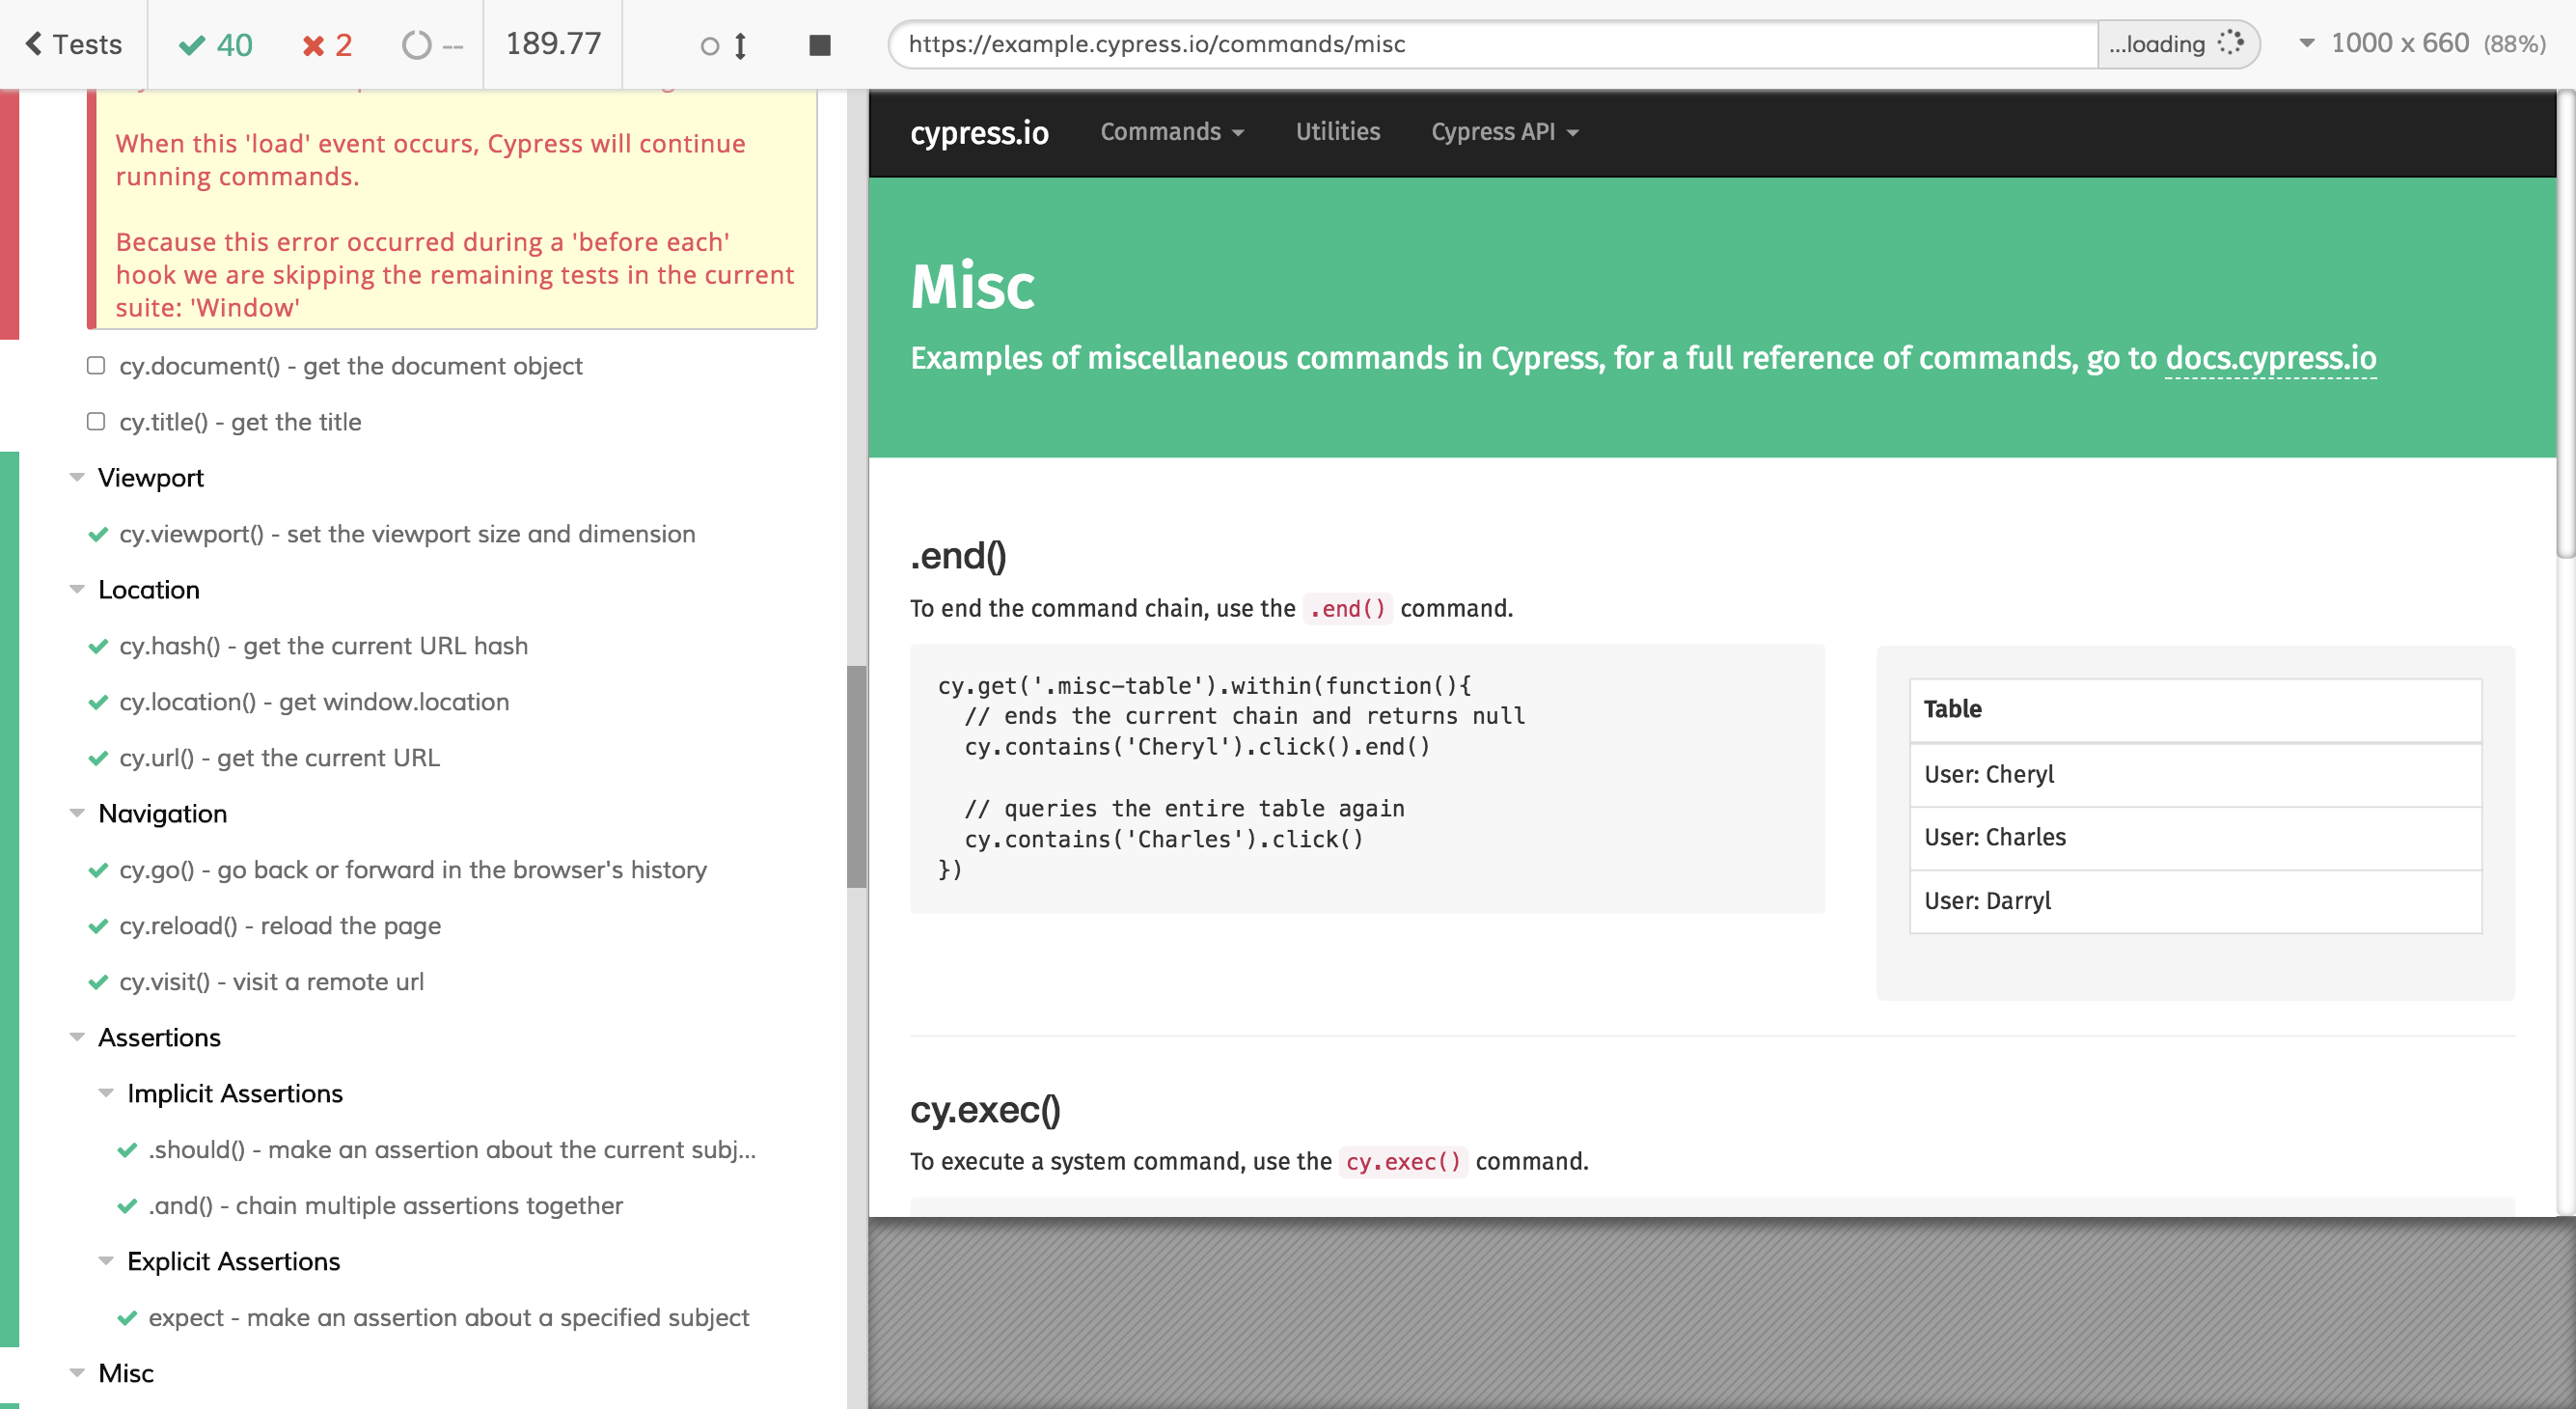 Tests
40
2
--
189.77
https://example.cypress.io/commands/misc
...loading
1000 x 660 (88%)
When this 'load' event occurs, Cypress will continue
running commands.
Because this error occurred during a 'before each'
hook we are skipping the remaining tests in the current
suite: 'Window'
cy.document() - get the document object
cy.title() - get the title
Viewport
cy.viewport() - set the viewport size and dimension
Location
cy.hash() - get the current URL hash
cy.location() - get window.location
cy.url() - get the current URL
Navigation
cy.go() - go back or forward in the browser's history
cy.reload() - reload the page
cy.visit() - visit a remote url
Assertions
Implicit Assertions
.should() - make an assertion about the current subj...
.and() - chain multiple assertions together
Explicit Assertions
expect - make an assertion about a specified subject
Misc
cypress.io
Commands
Utilities
Cypress API
Misc
Examples of miscellaneous commands in Cypress, for a full reference of commands, go to docs.cypress.io
.end()
To end the command chain, use the .end() command.
cy.get('.misc-table').within(function(){
// ends the current chain and returns null
cy.contains('Cheryl').click().end()
// queries the entire table again
cy.contains('Charles').click()
})
Table
User: Cheryl
User: Charles
User: Darryl
cy.exec()
To execute a system command, use the cy.exec() command.